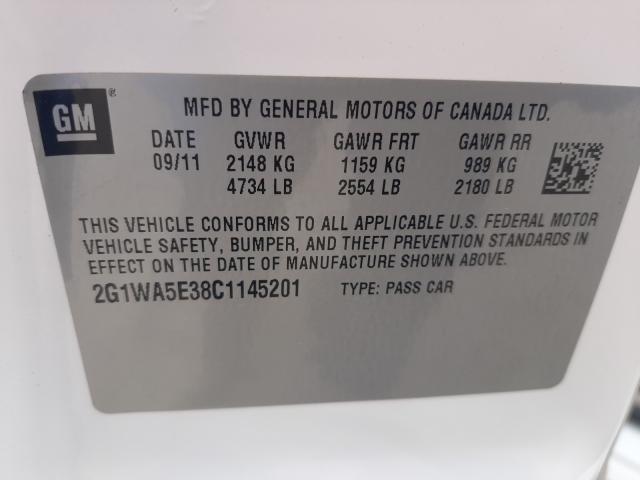 GM®
MFD BY GENERAL MOTORS OF CANADA LTD.
DATE GVWR GAWR FRT GAWR RR
09/11 2148 KG 1159 KG 989 KG
4734 LB 2554 LB 2180 LB
THIS VEHICLE CONFORMS TO ALL APPLICABLE U.S. FEDERAL MOTOR
VEHICLE SAFETY, BUMPER, AND THEFT PREVENTION STANDARDS IN
EFFECT ON THE DATE OF MANUFACTURE SHOWN ABOVE.
2G1WA5E38C1145201 TYPE: PASS CAR